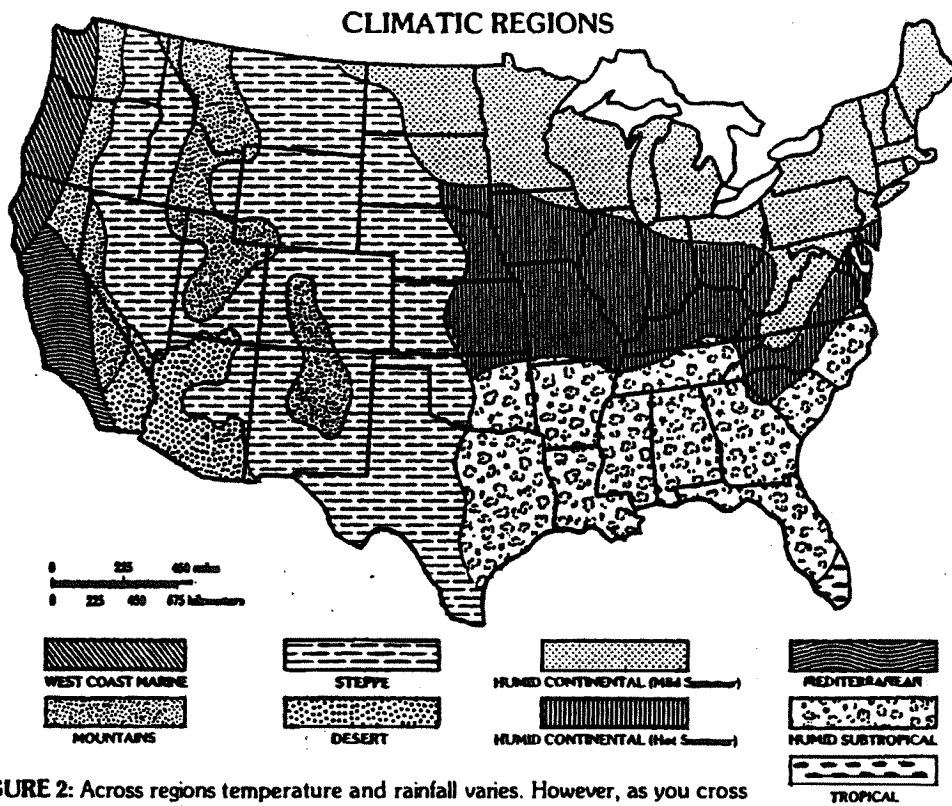 CLIMATIC REGIONS
0 225 450 miles
0 225 450 675 kilometers
WEST COAST MARINE
STEPPE
HUMID CONTINENTAL (Mild Summer)
MEDITERRANEAN
MOUNTAINS
DESERT
HUMID CONTINENTAL (Hot Summer)
HUMID SUBTROPICAL
TROPICAL
GURE 2: Across regions temperature and rainfall varies. However, as you cross